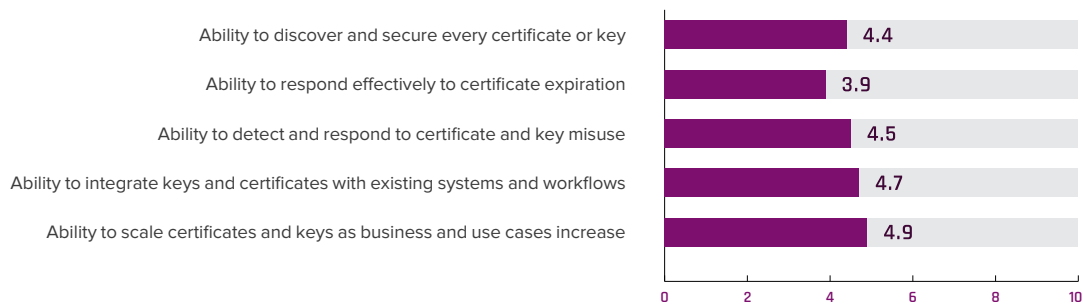 Ability to discover and secure every certificate or key 4.4
Ability to respond effectively to certificate expiration 3.9
Ability to detect and respond to certificate and key misuse 4.5
Ability to integrate keys and certificates with existing systems and workflows 4.7
Ability to scale certificates and keys as business and use cases increase 4.9
0 2 4 6 8 10